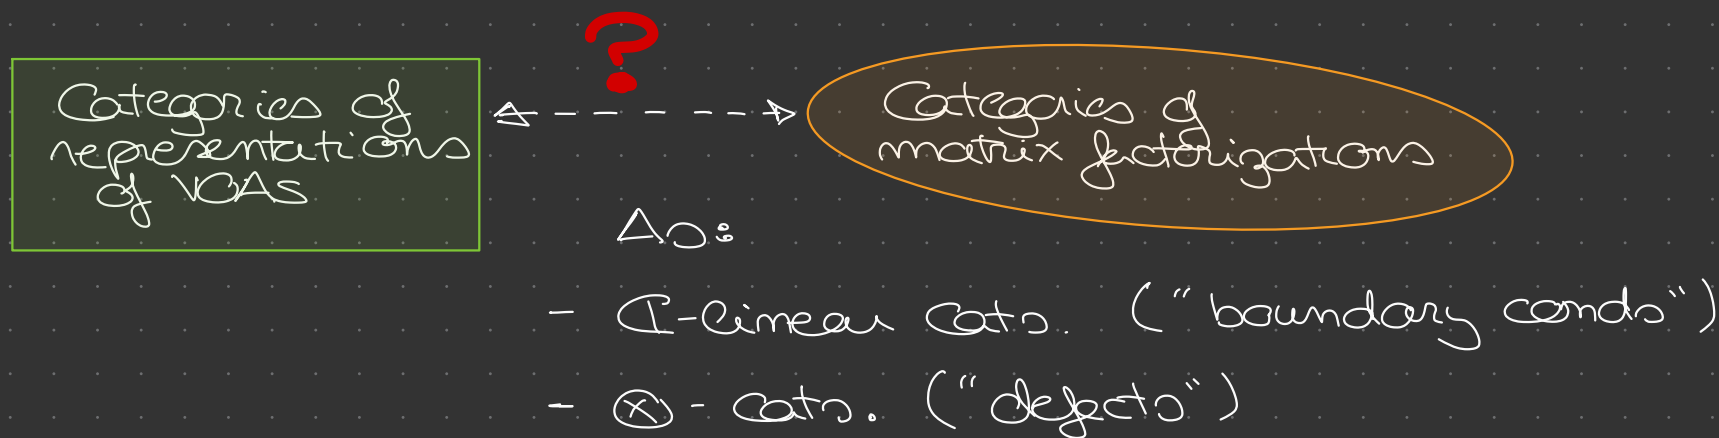 ?
Categories of
representations
of VOAs
Categories of
matrix factorizations
As:
- ℂ-linear cats. ("boundary conds")
- ⊗-cats. ("defects")